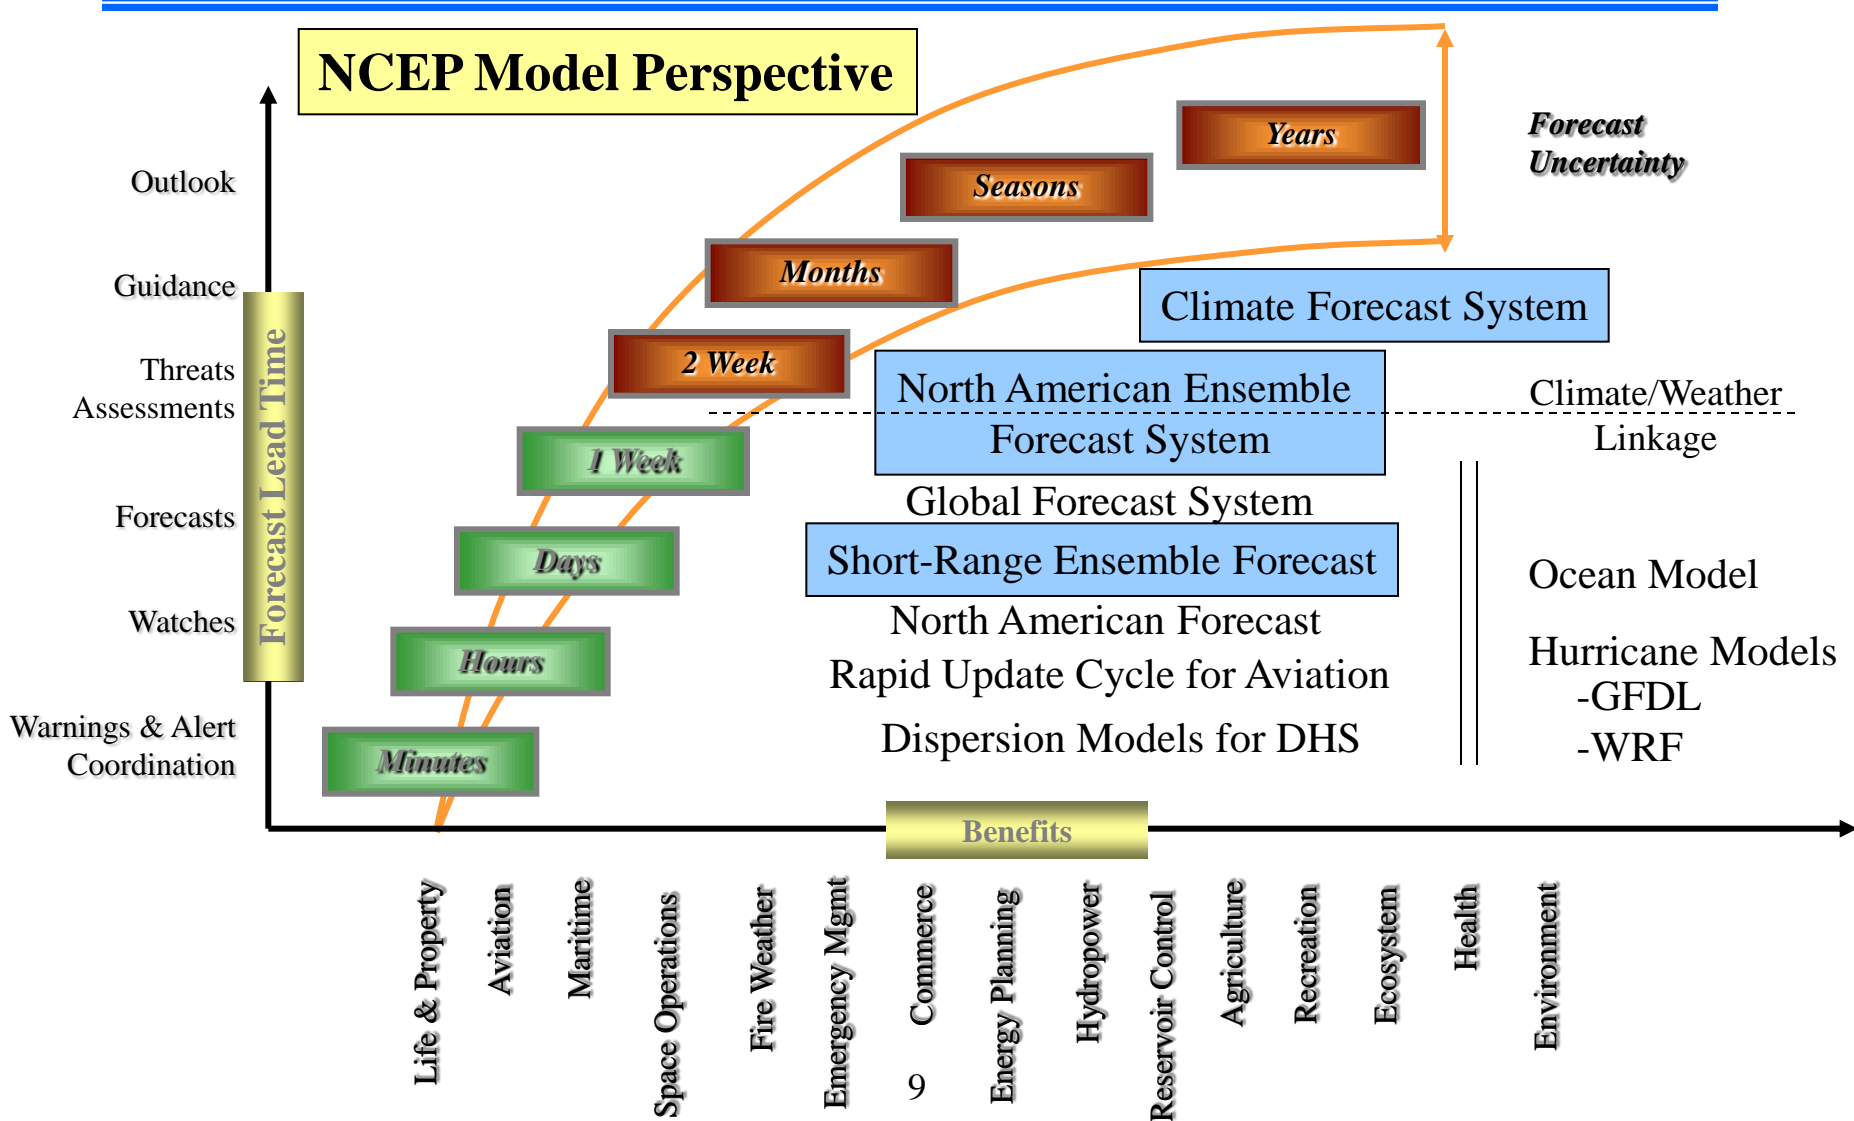 NCEP Model Perspective
Forecast
Uncertainty
Years
Seasons
Months
2 Week
1 Week
Days
Hours
Minutes
Outlook
Guidance
Threats
Assessments
Forecasts
Watches
Warnings & Alert
Coordination
Forecast Lead Time
Climate Forecast System
North American Ensemble
Forecast System
Climate/Weather
Linkage
Global Forecast System
Short-Range Ensemble Forecast
North American Forecast
Rapid Update Cycle for Aviation
Dispersion Models for DHS
Ocean Model
Hurricane Models
-GFDL
-WRF
Benefits
Life & Property
Aviation
Maritime
Space Operations
Fire Weather
Emergency Mgmt
Commerce
Energy Planning
Hydropower
Reservoir Control
Agriculture
Recreation
Ecosystem
Health
Environment
9